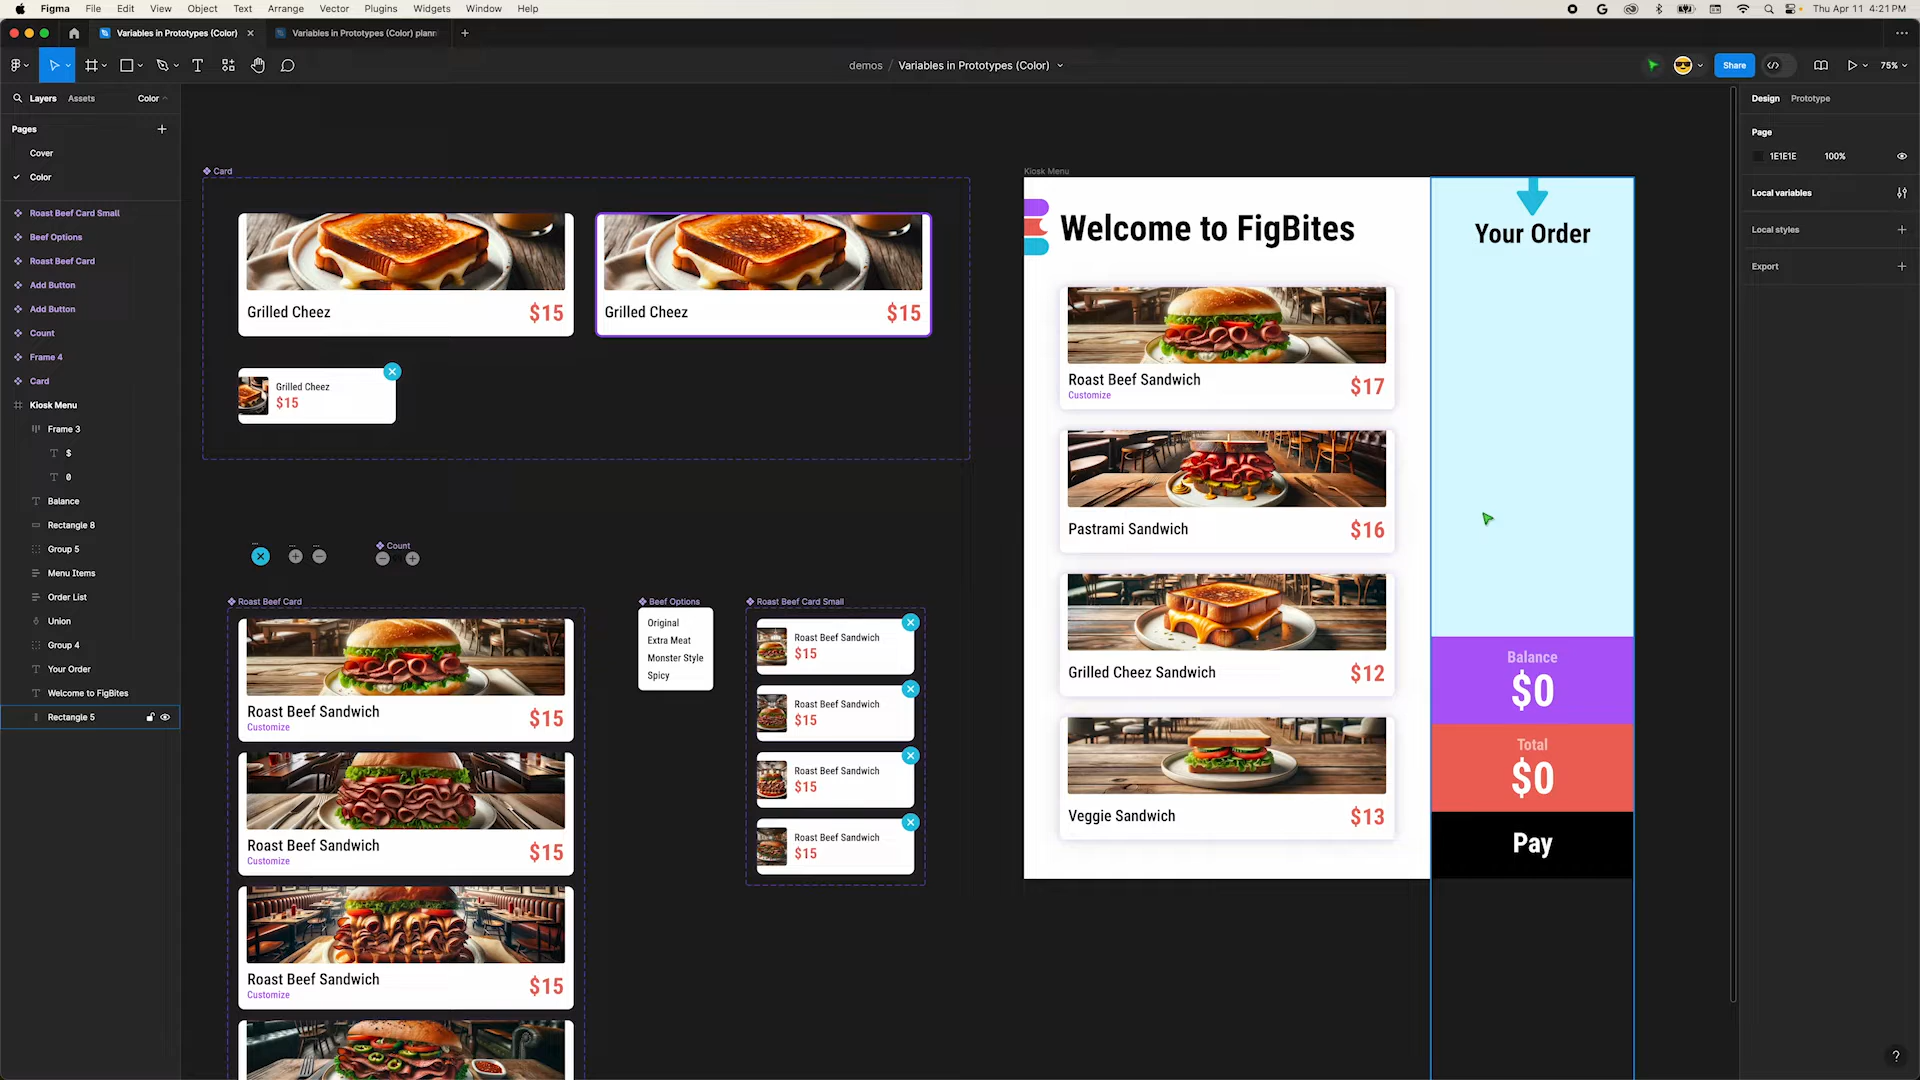 Figma File Edit View Object Text Arrange Vector Plugins Widgets Window Help
Thu Apr 11 4:21 PM
Variables in Prototypes (Color)
Variables in Prototypes (Color) plann
demos / Variables in Prototypes (Color)
Share
75%
Layers Assets Color
Pages
Cover
Color
Roast Beef Card Small
Beef Options
Roast Beef Card
Add Button
Add Button
Count
Frame 4
Card
Kiosk Menu
Frame 3
$
0
Balance
Rectangle 8
Group 5
Menu Items
Order List
Union
Group 4
Your Order
Welcome to FigBites
Rectangle 5
Card
Grilled Cheez $15
Grilled Cheez $15
Grilled Cheez
$15
Count
Roast Beef Card
Roast Beef Sandwich
Customize
$15
Roast Beef Sandwich
Customize
$15
Roast Beef Sandwich
Customize
$15
Beef Options
Original
Extra Meat
Monster Style
Spicy
Roast Beef Card Small
Roast Beef Sandwich
$15
Roast Beef Sandwich
$15
Roast Beef Sandwich
$15
Roast Beef Sandwich
$15
Kiosk Menu
Welcome to FigBites
Roast Beef Sandwich
Customize
$17
Pastrami Sandwich $16
Grilled Cheez Sandwich $12
Veggie Sandwich $13
Your Order
Balance
$0
Total
$0
Pay
Design Prototype
Page
1E1E1E 100%
Local variables
Local styles
Export
?